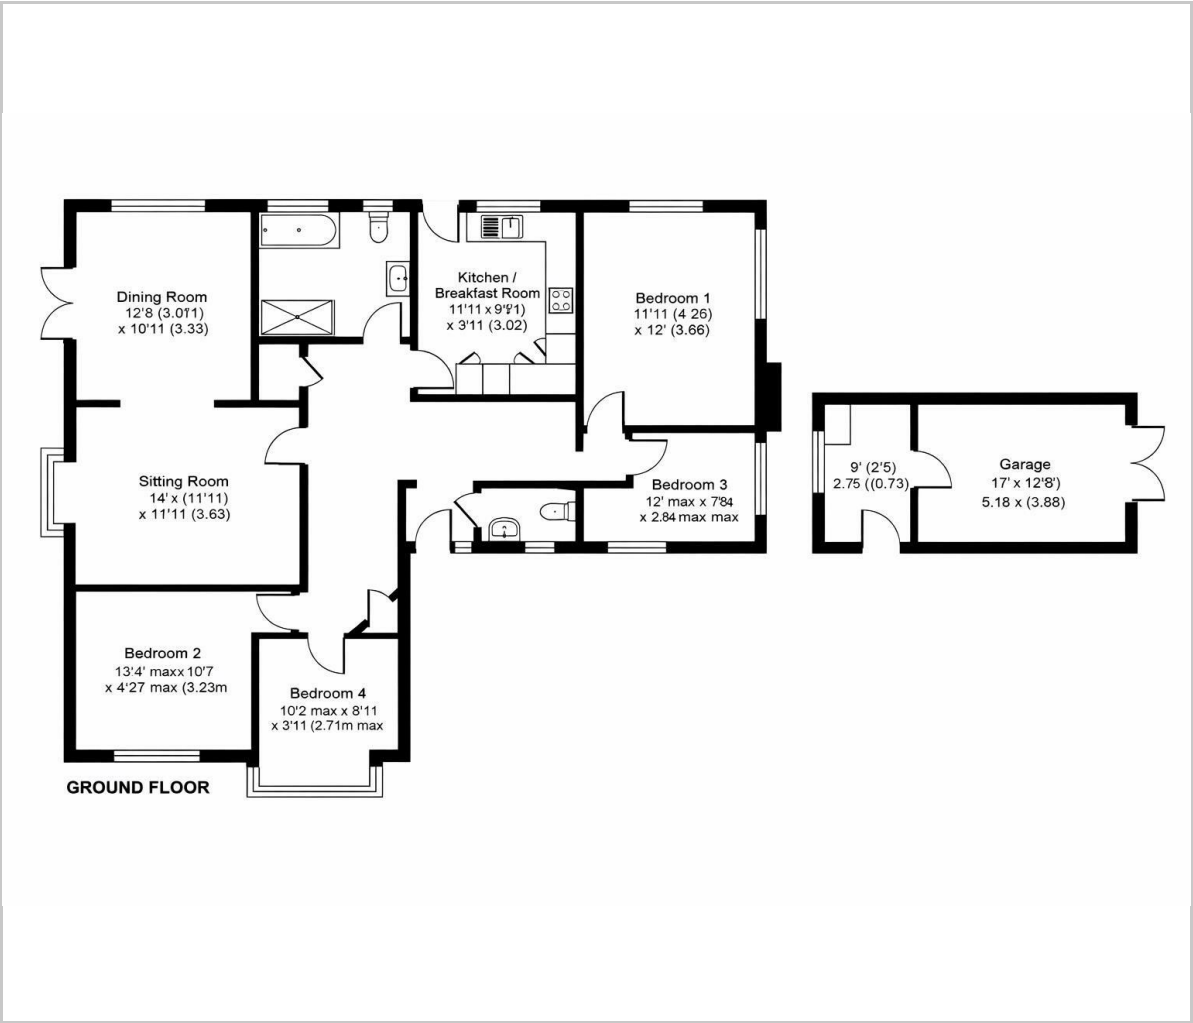 Dining Room
12'8 (3.011)
x 10'11 (3.33)
Kitchen /
Breakfast Room
11'11 x 9'11)
x 3'11 (3.02)
Bedroom 1
11'11 (4 26)
x 12' (3.66)
Sitting Room
14' x (11'11)
x 11'11 (3.63)
Bedroom 3
12' max x 7'84
x 2.84 max max
9' (2'5)
2.75 ((0.73)
Garage
17' x 12'8')
5.18 x (3.88)
Bedroom 2
13'4' maxx 10'7
x 4'27 max (3.23m
Bedroom 4
10'2 max x 8'11
x 3'11 (2.71m max
GROUND FLOOR